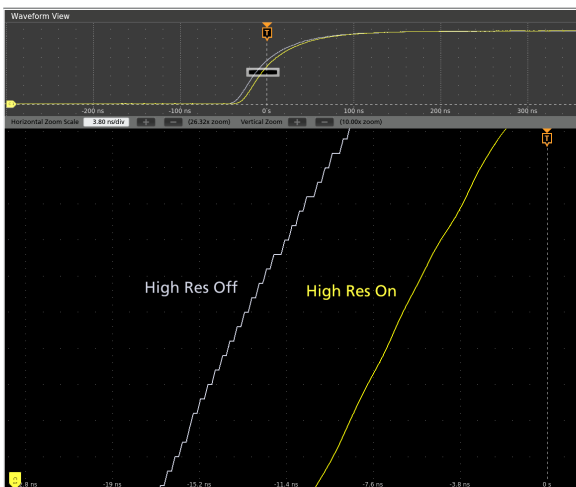 Waveform View
T
-200 ns -100 ns 0 s 100 ns 200 ns 300 ns
Horizontal Zoom Scale 3.80 ns/div + − (26.32x zoom) Vertical Zoom + − (10.00x zoom)
T
High Res Off High Res On
-19 ns -15.2 ns -11.4 ns -7.6 ns -3.8 ns 0 s